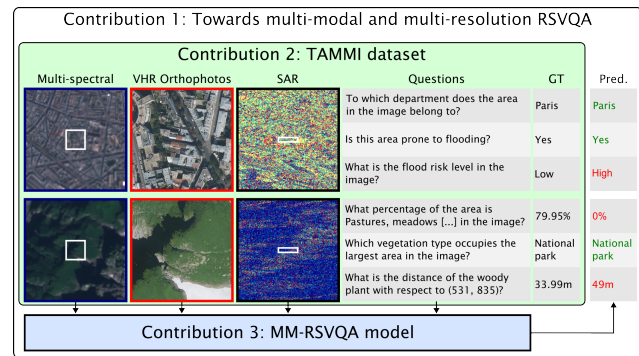 Contribution 1: Towards multi-modal and multi-resolution RSVQA
Contribution 2: TAMMI dataset
Multi-spectral VHR Orthophotos SAR Questions GT Pred.
To which department does the area
in the image belong to?
Paris Paris
Is this area prone to flooding? Yes Yes
What is the flood risk level in the
image?
Low High
What percentage of the area is
Pastures, meadows [...] in the image?
79.95% 0%
Which vegetation type occupies the
largest area in the image?
National
park
National
park
What is the distance of the woody
plant with respect to (531, 835)?
33.99m 49m
Contribution 3: MM-RSVQA model